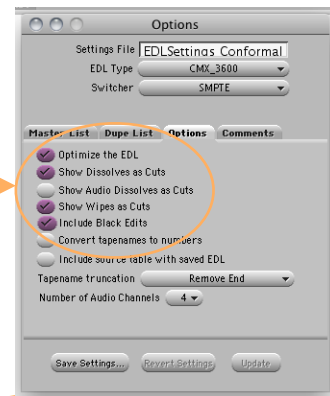 Options
Settings File EDLSettings Conformal
EDL Type CMX_3600
Switcher SMPTE
Master List Dupe List Options Comments
Optimize the EDL
Show Dissolves as Cuts
Show Audio Dissolves as Cuts
Show Wipes as Cuts
Include Black Edits
Convert tapenames to numbers
Include source table with saved EDL
Tapename truncation Remove End
Number of Audio Channels 4
Save Settings... Revert Settings Update